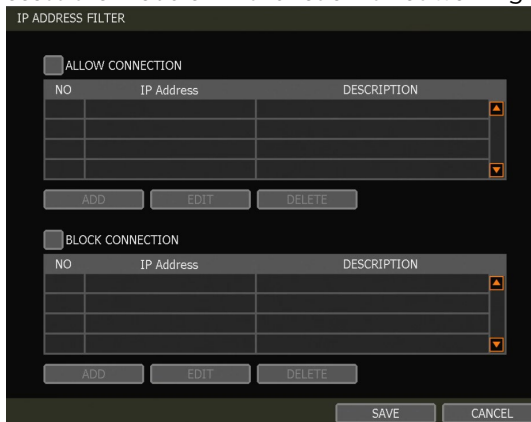 IP ADDRESS FILTER
ALLOW CONNECTION
NO IP Address DESCRIPTION
ADD EDIT DELETE
BLOCK CONNECTION
NO IP Address DESCRIPTION
ADD EDIT DELETE
SAVE CANCEL